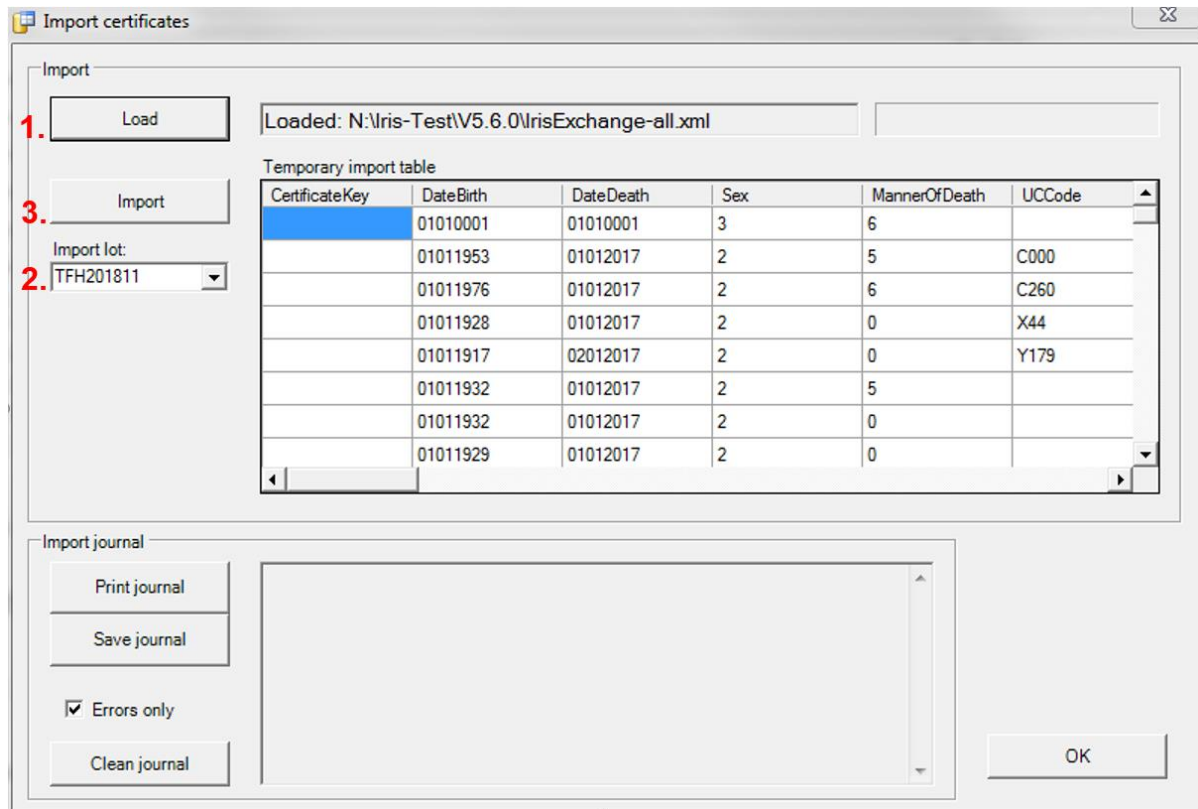 Import certificates
Import
1. Load Loaded: N:\Iris-Test\V5.6.0\IrisExchange-all.xml
Temporary import table
3. Import
Import lot:
2. TFH201811
CertificateKey DateBirth DateDeath Sex MannerOfDeath UCCode
01010001 01010001 3 6
01011953 01012017 2 5 C000
01011976 01012017 2 6 C260
01011928 01012017 2 0 X44
01011917 02012017 2 0 Y179
01011932 01012017 2 5
01011932 01012017 2 0
01011929 01012017 2 0
Import journal
Print journal
Save journal
Errors only
Clean journal
OK